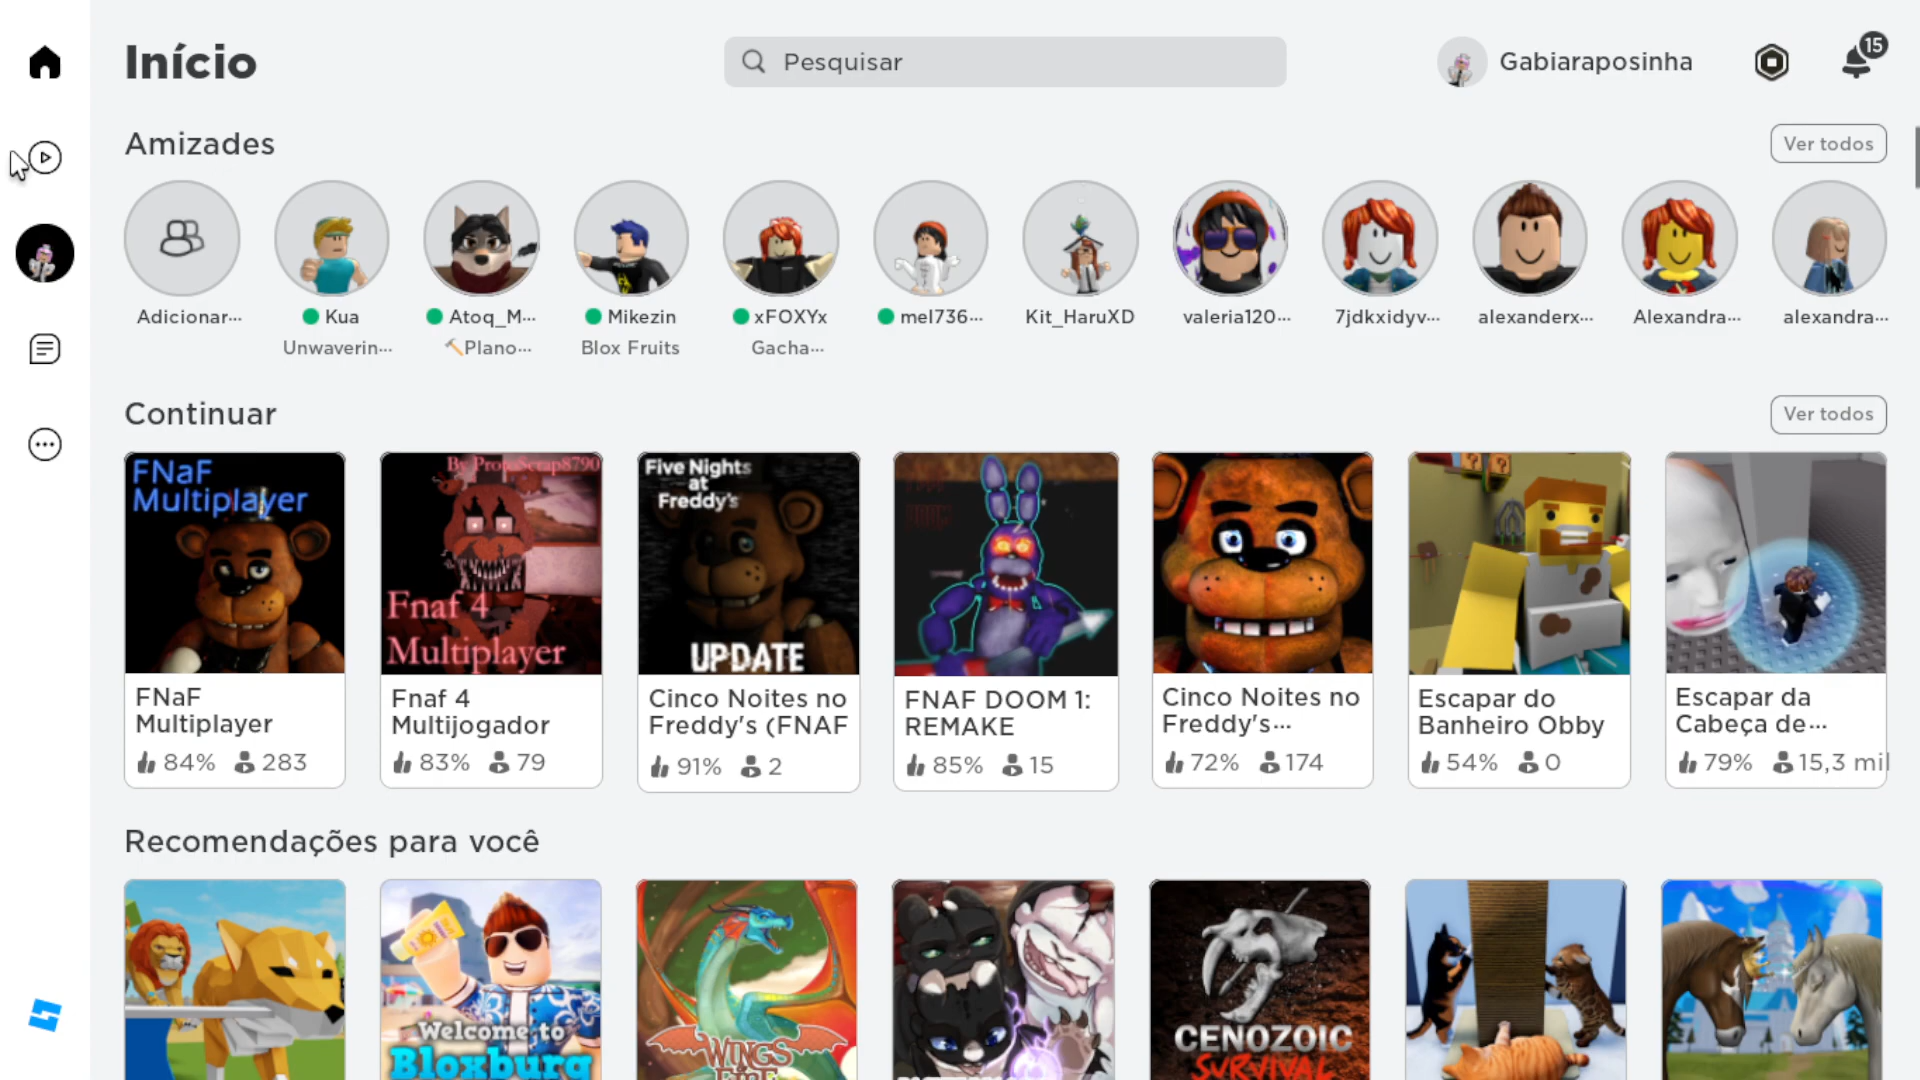 Início
Pesquisar
Gabiaraposinha
15
Amizades
Ver todos
Adicionar...
Kua
Unwaverin...
Atoq_M...
🔨Plano...
Mikezin
Blox Fruits
xFOXYx
Gacha...
mel736...
Kit_HaruXD
valeria120...
7jdkxidyv...
alexanderx...
Alexandra...
alexandra...
Continuar
Ver todos
FNaF
Multiplayer
By PropsScrap8790
Fnaf 4
Multiplayer
Five Nights
at
Freddy's
UPDATE
FNaF
Multiplayer
84% 283
Fnaf 4
Multijogador
83% 79
Cinco Noites no
Freddy's (FNAF
91% 2
FNAF DOOM 1:
REMAKE
85% 15
Cinco Noites no
Freddy's...
72% 174
Escapar do
Banheiro Obby
54% 0
Escapar da
Cabeça de...
79% 15,3 mil
Recomendações para você
Welcome to
Bloxburg
WINGS
FIRE
CENOZOIC
SURVIVAL